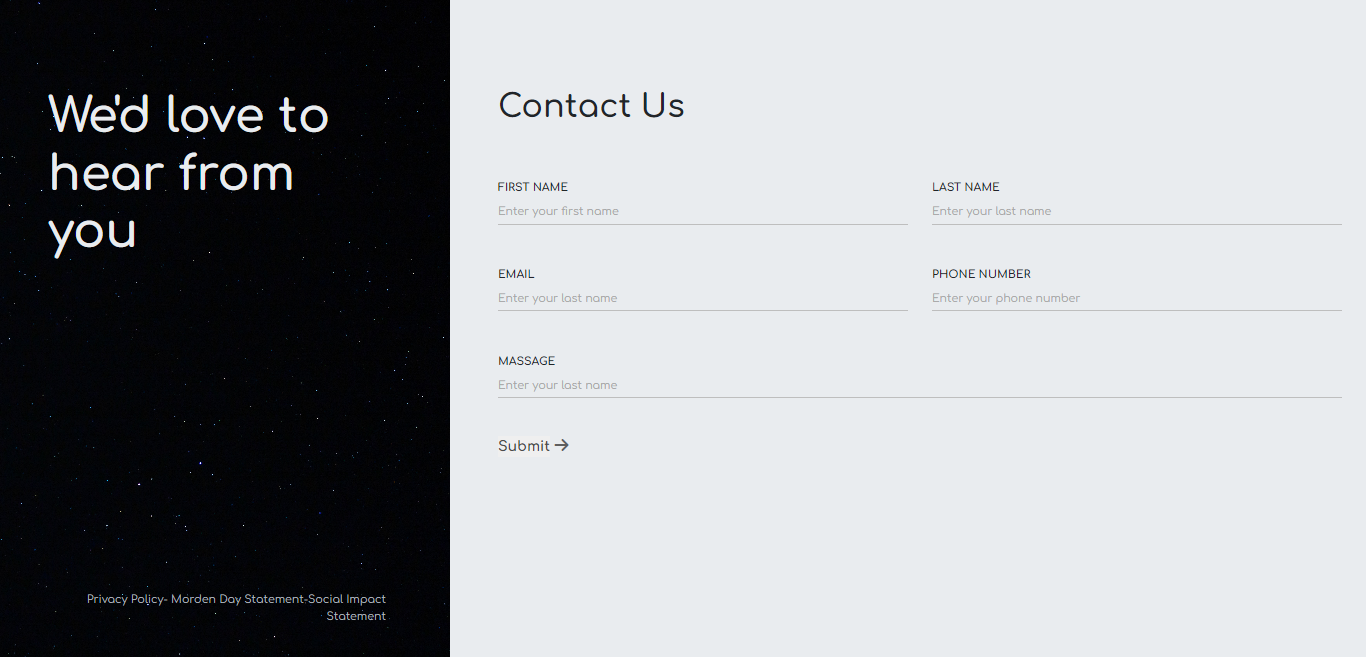 We'd love to
hear from
you
Privacy Policy- Morden Day Statement-Social Impact
Statement
Contact Us
FIRST NAME
Enter your first name
LAST NAME
Enter your last name
EMAIL
Enter your last name
PHONE NUMBER
Enter your phone number
MASSAGE
Enter your last name
Submit →